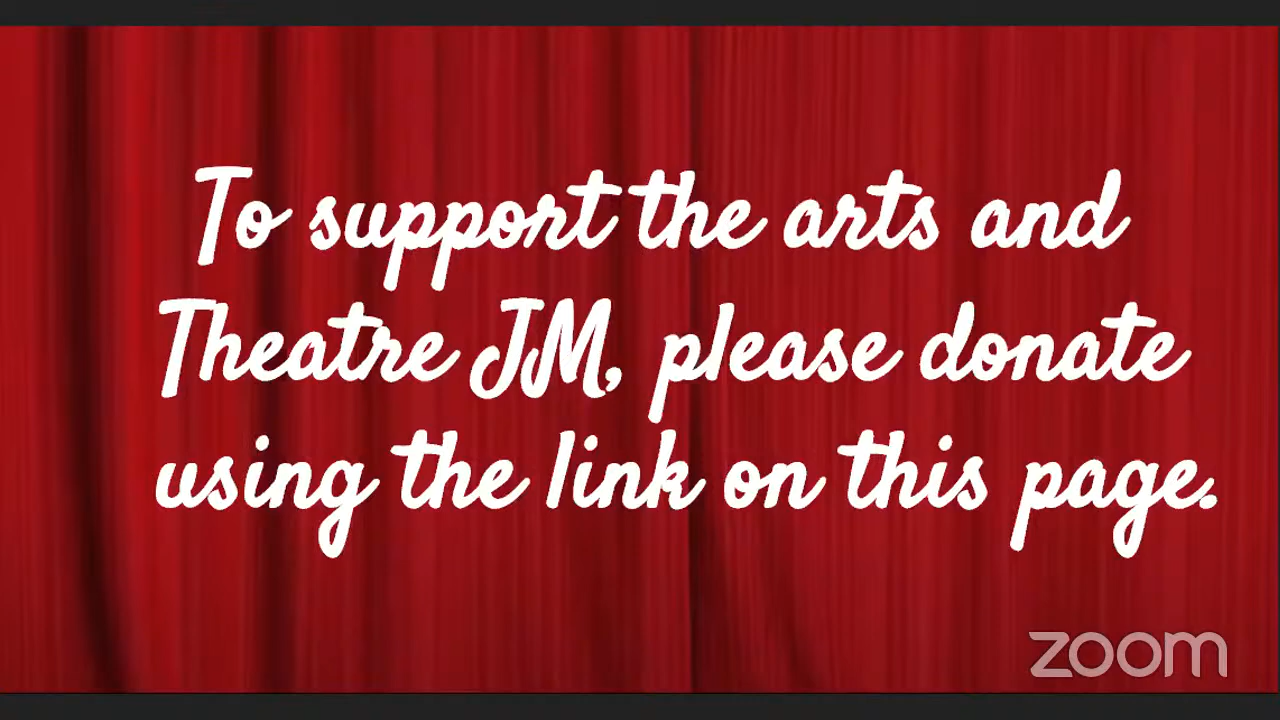 To support the arts and
Theatre JM, please donate
using the link on this page.
zoom